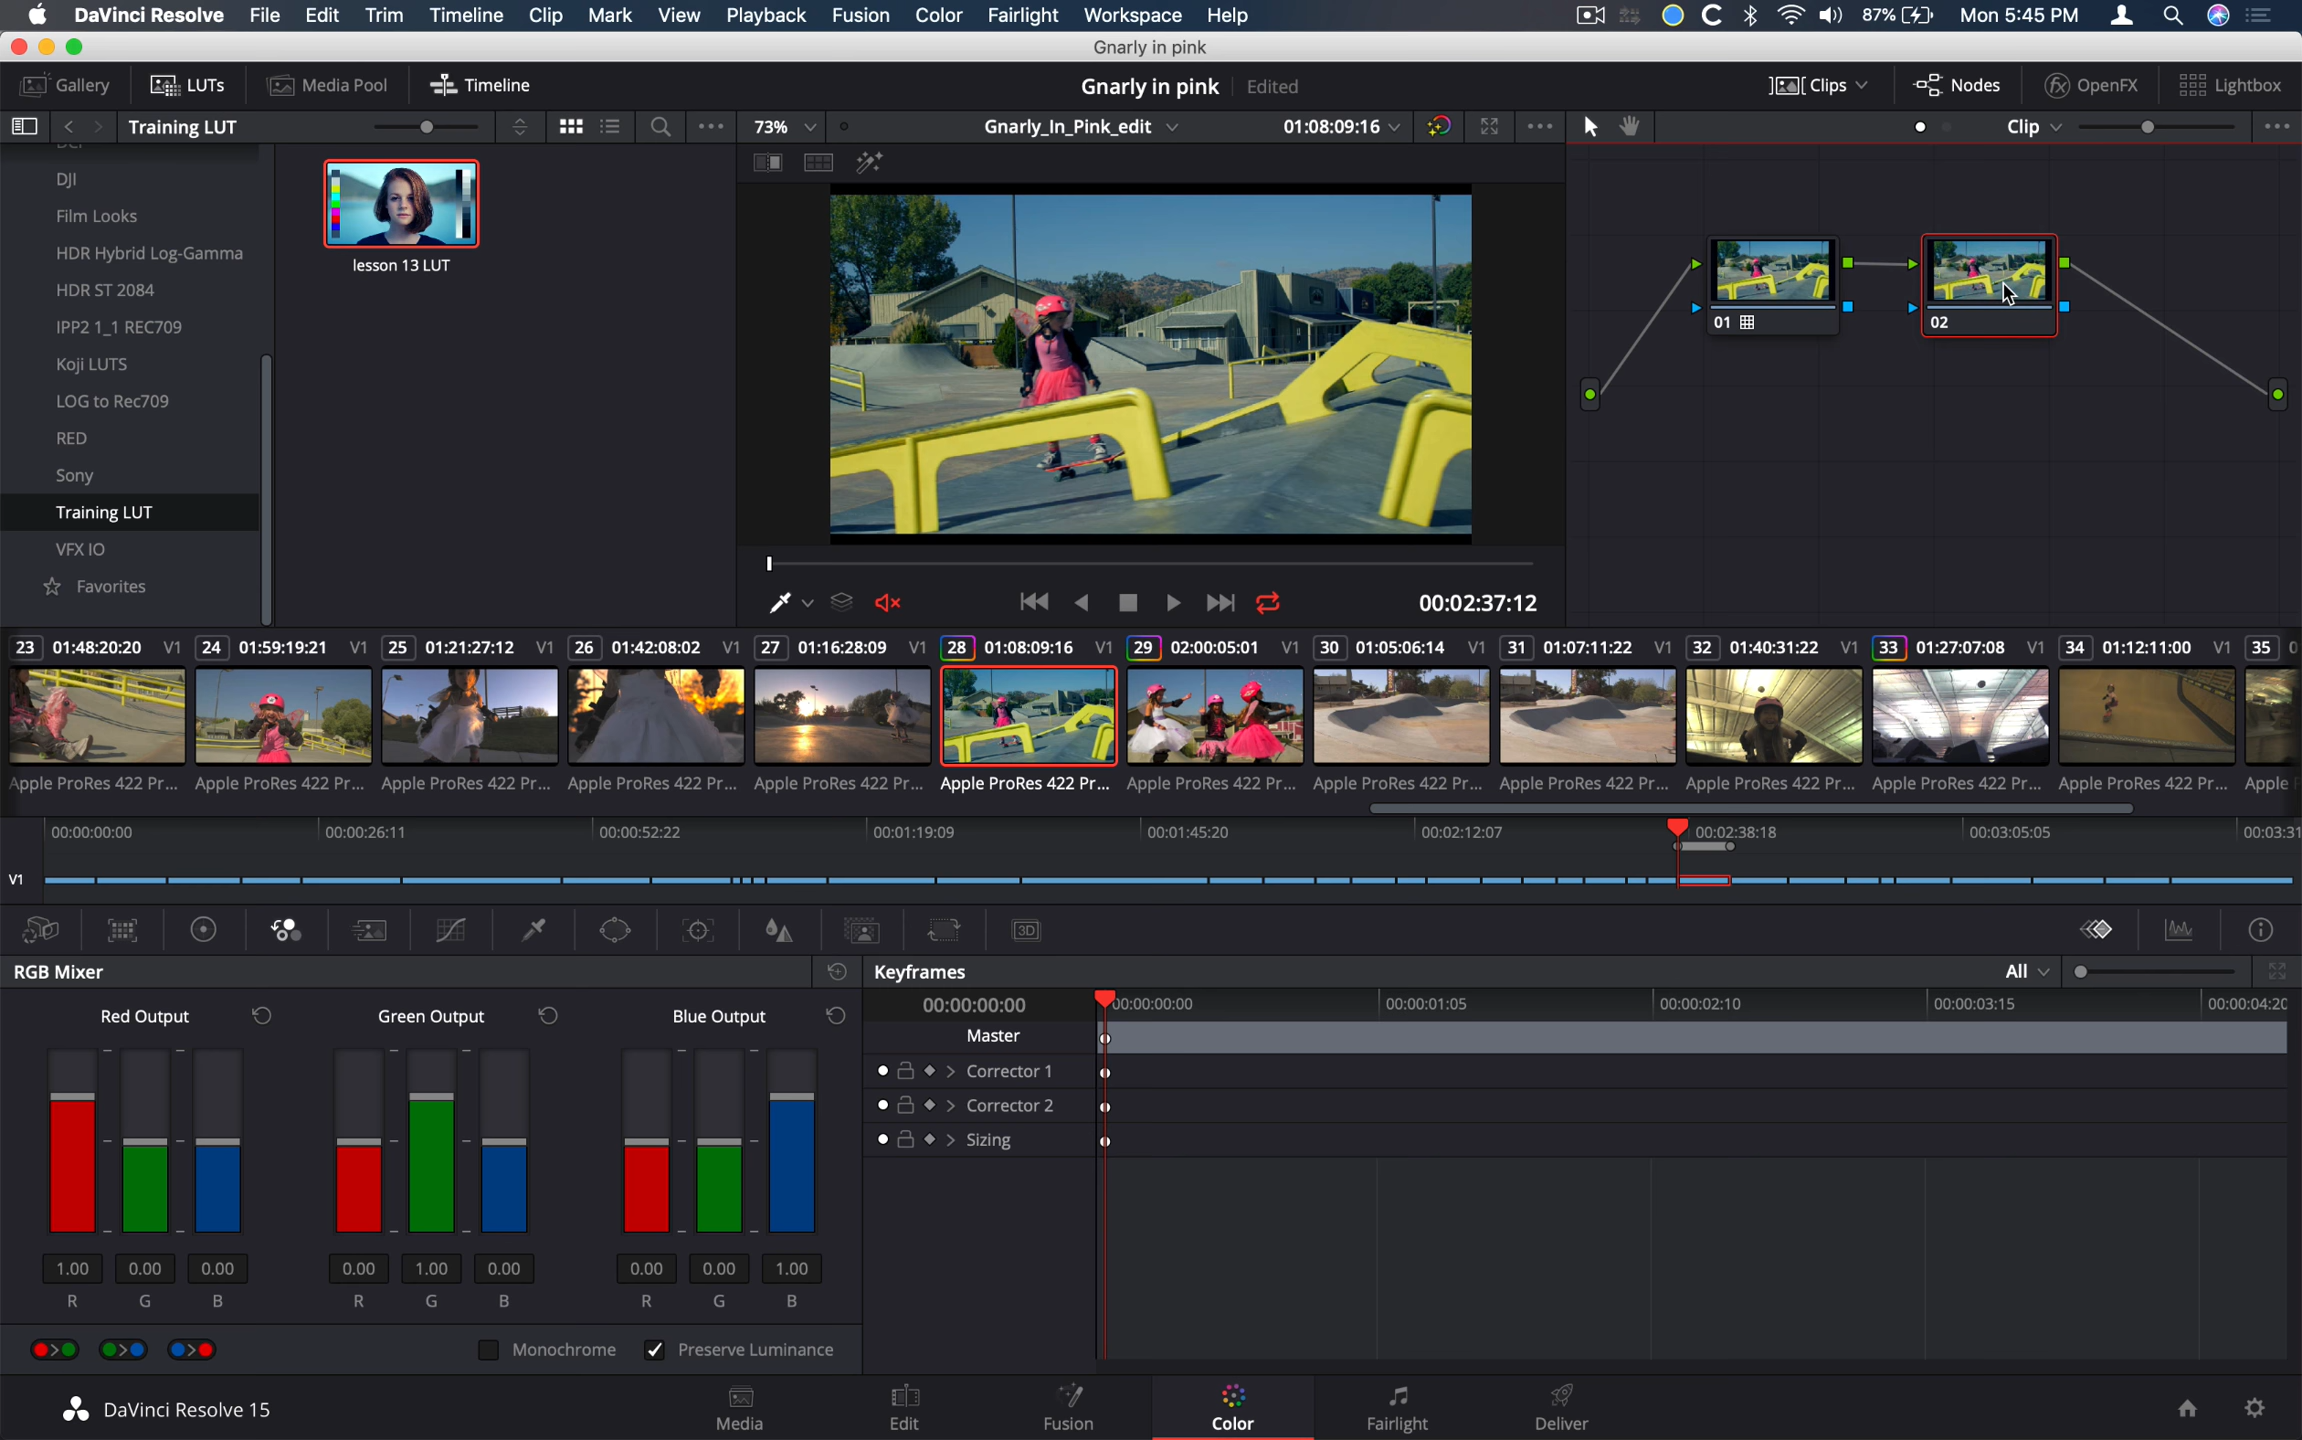 DaVinci Resolve File Edit Trim Timeline Clip Mark View Playback Fusion Color Fairlight Workspace Help 87% Mon 5:45 PM
Gnarly in pink
Gallery LUTs Media Pool Timeline Gnarly in pink Edited Clips Nodes OpenFX Lightbox
Training LUT 73% Gnarly_In_Pink_edit 01:08:09:16 Clip
DJI
Film Looks
HDR Hybrid Log-Gamma
HDR ST 2084
IPP2 1_1 REC709
Koji LUTS
LOG to Rec709
RED
Sony
Training LUT
VFX IO
Favorites
lesson 13 LUT
01
02
00:02:37:12
23 01:48:20:20 V1 24 01:59:19:21 V1 25 01:21:27:12 V1 26 01:42:08:02 V1 27 01:16:28:09 V1 28 01:08:09:16 V1 29 02:00:05:01 V1 30 01:05:06:14 V1 31 01:07:11:22 V1 32 01:40:31:22 V1 33 01:27:07:08 V1 34 01:12:11:00 V1 35 0
Apple ProRes 422 Pr... Apple ProRes 422 Pr... Apple ProRes 422 Pr... Apple ProRes 422 Pr... Apple ProRes 422 Pr... Apple ProRes 422 Pr... Apple ProRes 422 Pr... Apple ProRes 422 Pr... Apple ProRes 422 Pr... Apple ProRes 422 Pr... Apple ProRes 422 Pr... Apple ProRes 422 Pr... Apple
00:00:00:00 00:00:26:11 00:00:52:22 00:01:19:09 00:01:45:20 00:02:12:07 00:02:38:18 00:03:05:05 00:03:31
V1
3D
RGB Mixer Keyframes All
Red Output Green Output Blue Output
1.00 0.00 0.00 0.00 1.00 0.00 0.00 0.00 1.00
R G B R G B R G B
Monochrome Preserve Luminance
00:00:00:00 00:00:00:00 00:00:01:05 00:00:02:10 00:00:03:15 00:00:04:20
Master
Corrector 1
Corrector 2
Sizing
DaVinci Resolve 15 Media Edit Fusion Color Fairlight Deliver